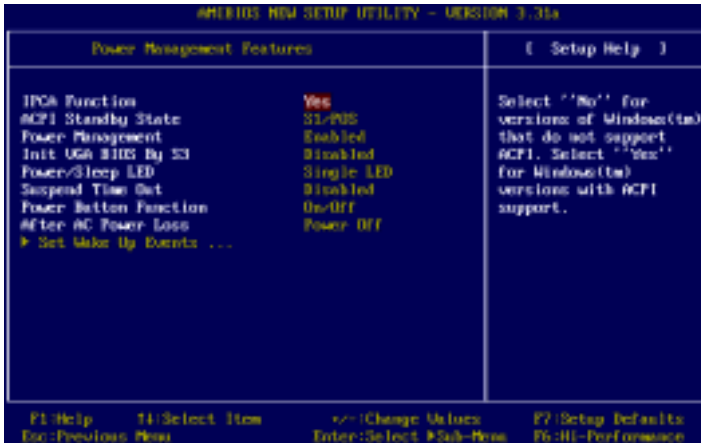 AMIBIOS NEW SETUP UTILITY - VERSION 3.31a
Power Management Features
[ Setup Help ]
IPCA Function Yes
ACPI Standby State S1/POS
Power Management Enabled
Init VGA BIOS By S3 Disabled
Power/Sleep LED Single LED
Suspend Time Out Disabled
Power Button Function On/Off
After AC Power Loss Power Off
▶ Set Wake Up Events ...
Select ''No'' for
versions of Windows(tm)
that do not support
ACPI. Select ''Yes''
for Windows(tm)
versions with ACPI
support.
F1:Help ↑↓:Select Item +/-:Change Values F7:Setup Defaults
Esc:Previous Menu Enter:Select ▶Sub-Menu F6:Hi-Performance